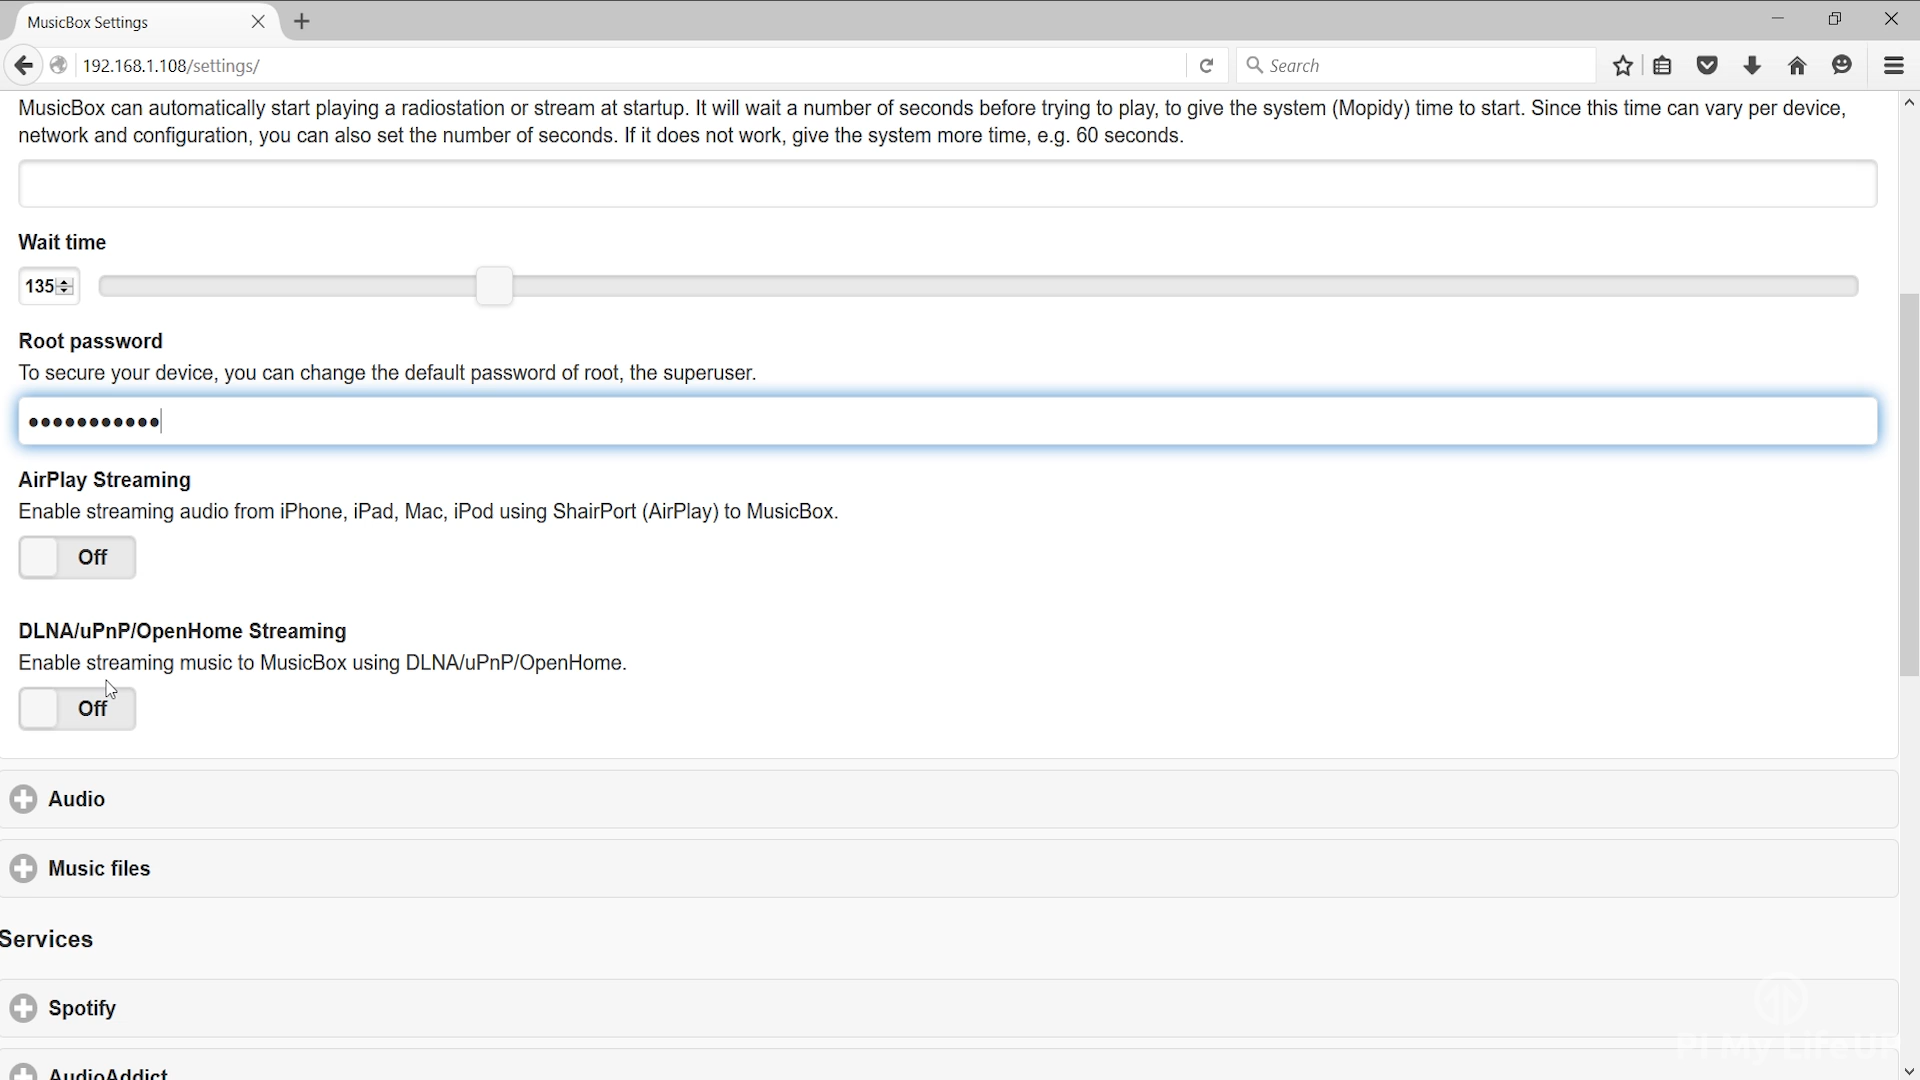 MusicBox Settings
192.168.1.108/settings/
Search
MusicBox can automatically start playing a radiostation or stream at startup. It will wait a number of seconds before trying to play, to give the system (Mopidy) time to start. Since this time can vary per device,
network and configuration, you can also set the number of seconds. If it does not work, give the system more time, e.g. 60 seconds.
Wait time
135
Root password
To secure your device, you can change the default password of root, the superuser.
•••••••••••
AirPlay Streaming
Enable streaming audio from iPhone, iPad, Mac, iPod using ShairPort (AirPlay) to MusicBox.
Off
DLNA/uPnP/OpenHome Streaming
Enable streaming music to MusicBox using DLNA/uPnP/OpenHome.
Off
Audio
Music files
Services
Spotify
Pi My Life UP
AudioAddict